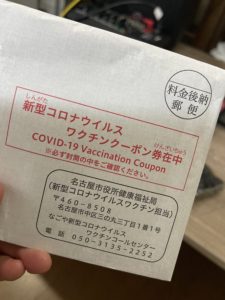 料金後納
郵便
しんがた
新型コロナウイルス
けんざいちゅう
ワクチンクーポン券在中
COVID-19 Vaccination Coupon
※必ず封筒の中をご確認ください。
名古屋市役所健康福祉局
(新型コロナウイルスワクチン担当)
〒460-8508
名古屋市中区三の丸三丁目1番1号
なごや新型コロナウイルス
ワクチンコールセンター
電話 050-3135-2252